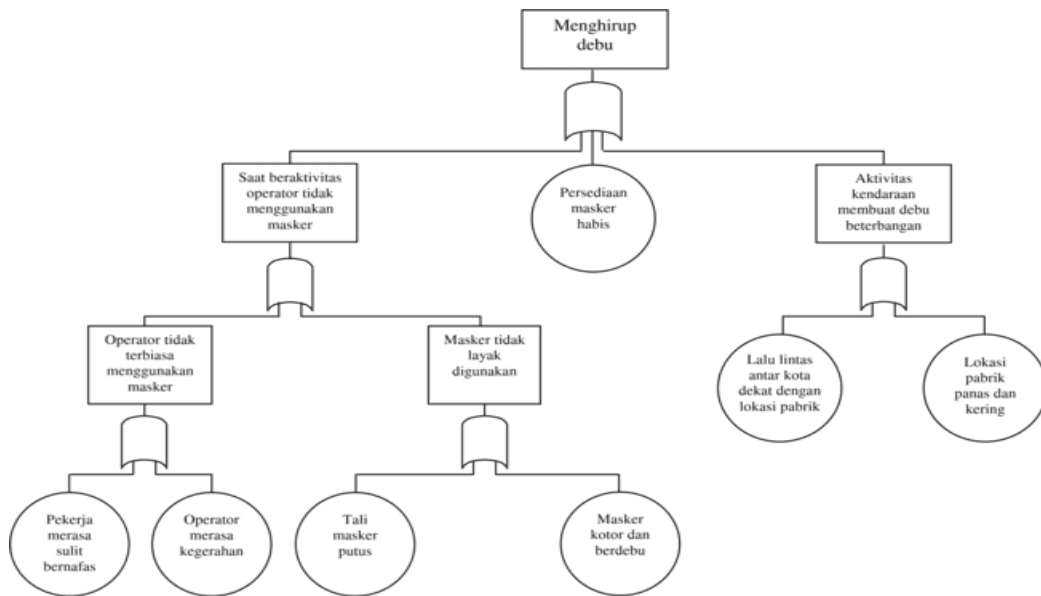 Menghirup
debu
Saat beraktivitas
operator tidak
menggunakan
masker
Persediaan
masker
habis
Aktivitas
kendaraan
membuat debu
beterbangan
Operator tidak
terbiasa
menggunakan
masker
Masker tidak
layak
digunakan
Lalu lintas
antar kota
dekat dengan
lokasi pabrik
Lokasi
pabrik
panas dan
kering
Pekerja
merasa
sulit
bernafas
Operator
merasa
kegerahan
Tali
masker
putus
Masker
kotor dan
berdebu